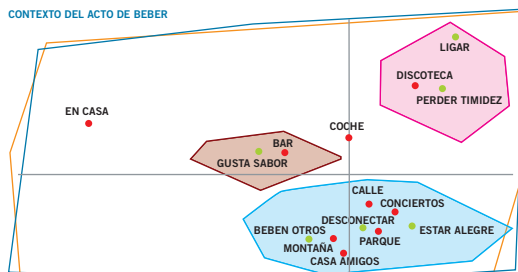 CONTEXTO DEL ACTO DE BEBER
LIGAR
DISCOTECA
PERDER TIMIDEZ
EN CASA
COCHE
BAR
GUSTA SABOR
CALLE
CONCIERTOS
DESCONECTAR
BEBEN OTROS
ESTAR ALEGRE
PARQUE
MONTAÑA
CASA AMIGOS